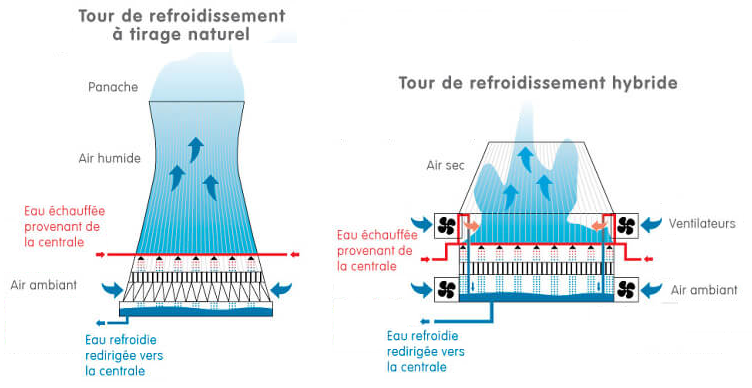 Tour de refroidissement
à tirage naturel
Panache
Air humide
Eau échauffée
provenant de
la centrale
Air ambiant
Eau refroidie
redirigée vers
la centrale
Tour de refroidissement hybride
Air sec
Eau échauffée
provenant de
la centrale
Ventilateurs
Air ambiant
Eau refroidie
redirigée vers
la centrale